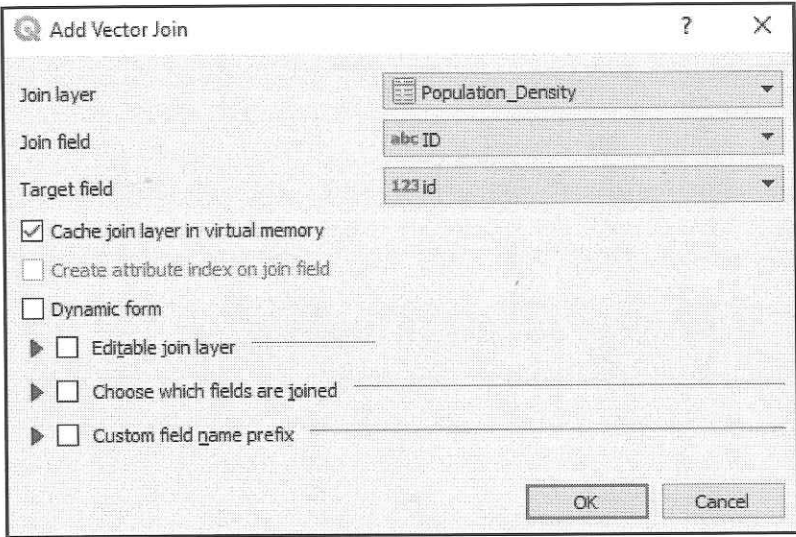 Add Vector Join ? X
Join layer Population_Density
Join field abc ID
Target field 123 id
Cache join layer in virtual memory
Create attribute index on join field
Dynamic form
Editable join layer
Choose which fields are joined
Custom field name prefix
OK Cancel